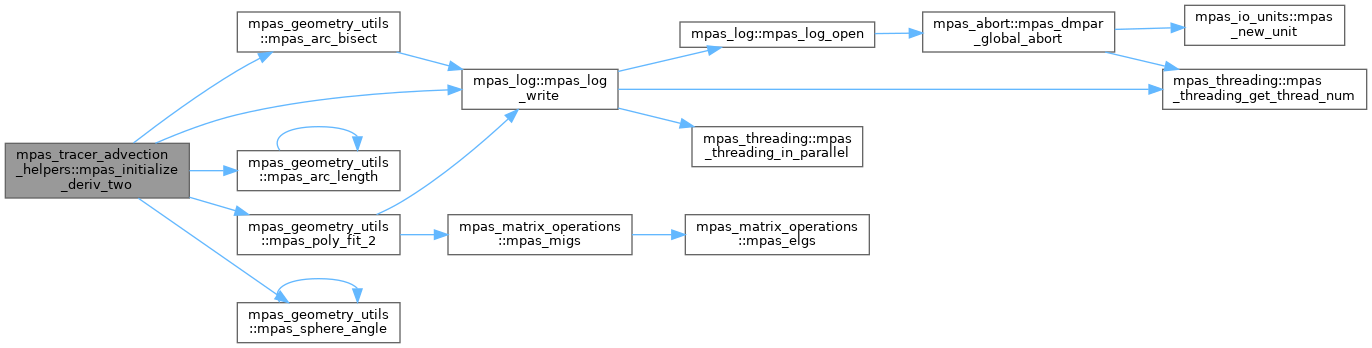 mpas_tracer_advection
_helpers::mpas_initialize
_deriv_two
mpas_geometry_utils
::mpas_arc_bisect
mpas_log::mpas_log
_write
mpas_log::mpas_log_open
mpas_abort::mpas_dmpar
_global_abort
mpas_io_units::mpas
_new_unit
mpas_threading::mpas
_threading_get_thread_num
mpas_threading::mpas
_threading_in_parallel
mpas_geometry_utils
::mpas_arc_length
mpas_geometry_utils
::mpas_poly_fit_2
mpas_matrix_operations
::mpas_migs
mpas_matrix_operations
::mpas_elgs
mpas_geometry_utils
::mpas_sphere_angle